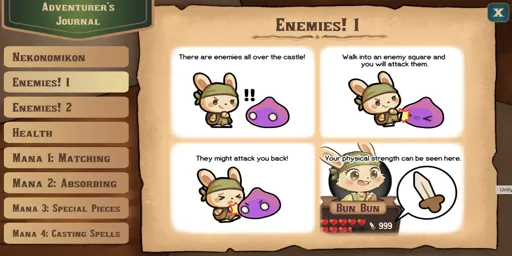 Adventurer's
Journal
Nekonomikon
Enemies! 1
Enemies! 2
Health
Mana 1: Matching
Mana 2: Absorbing
Mana 3: Special Pieces
Mana 4: Casting Spells
Enemies! 1
X
There are enemies all over the castle!
!!
Walk into an enemy square and
you will attack them.
They might attack you back!
Your physical strength can be seen here.
Bun Bun
999
Unity